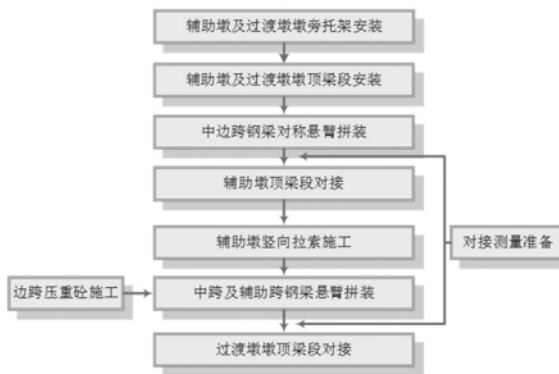 辅助墩及过渡墩墩旁托架安装
辅助墩及过渡墩墩顶梁段安装
中边跨钢梁对称悬臂拼装
辅助墩顶梁段对接
辅助墩竖向拉索施工
对接测量准备
边跨压重砼施工
中跨及辅助跨钢梁悬臂拼装
过渡墩墩顶梁段对接